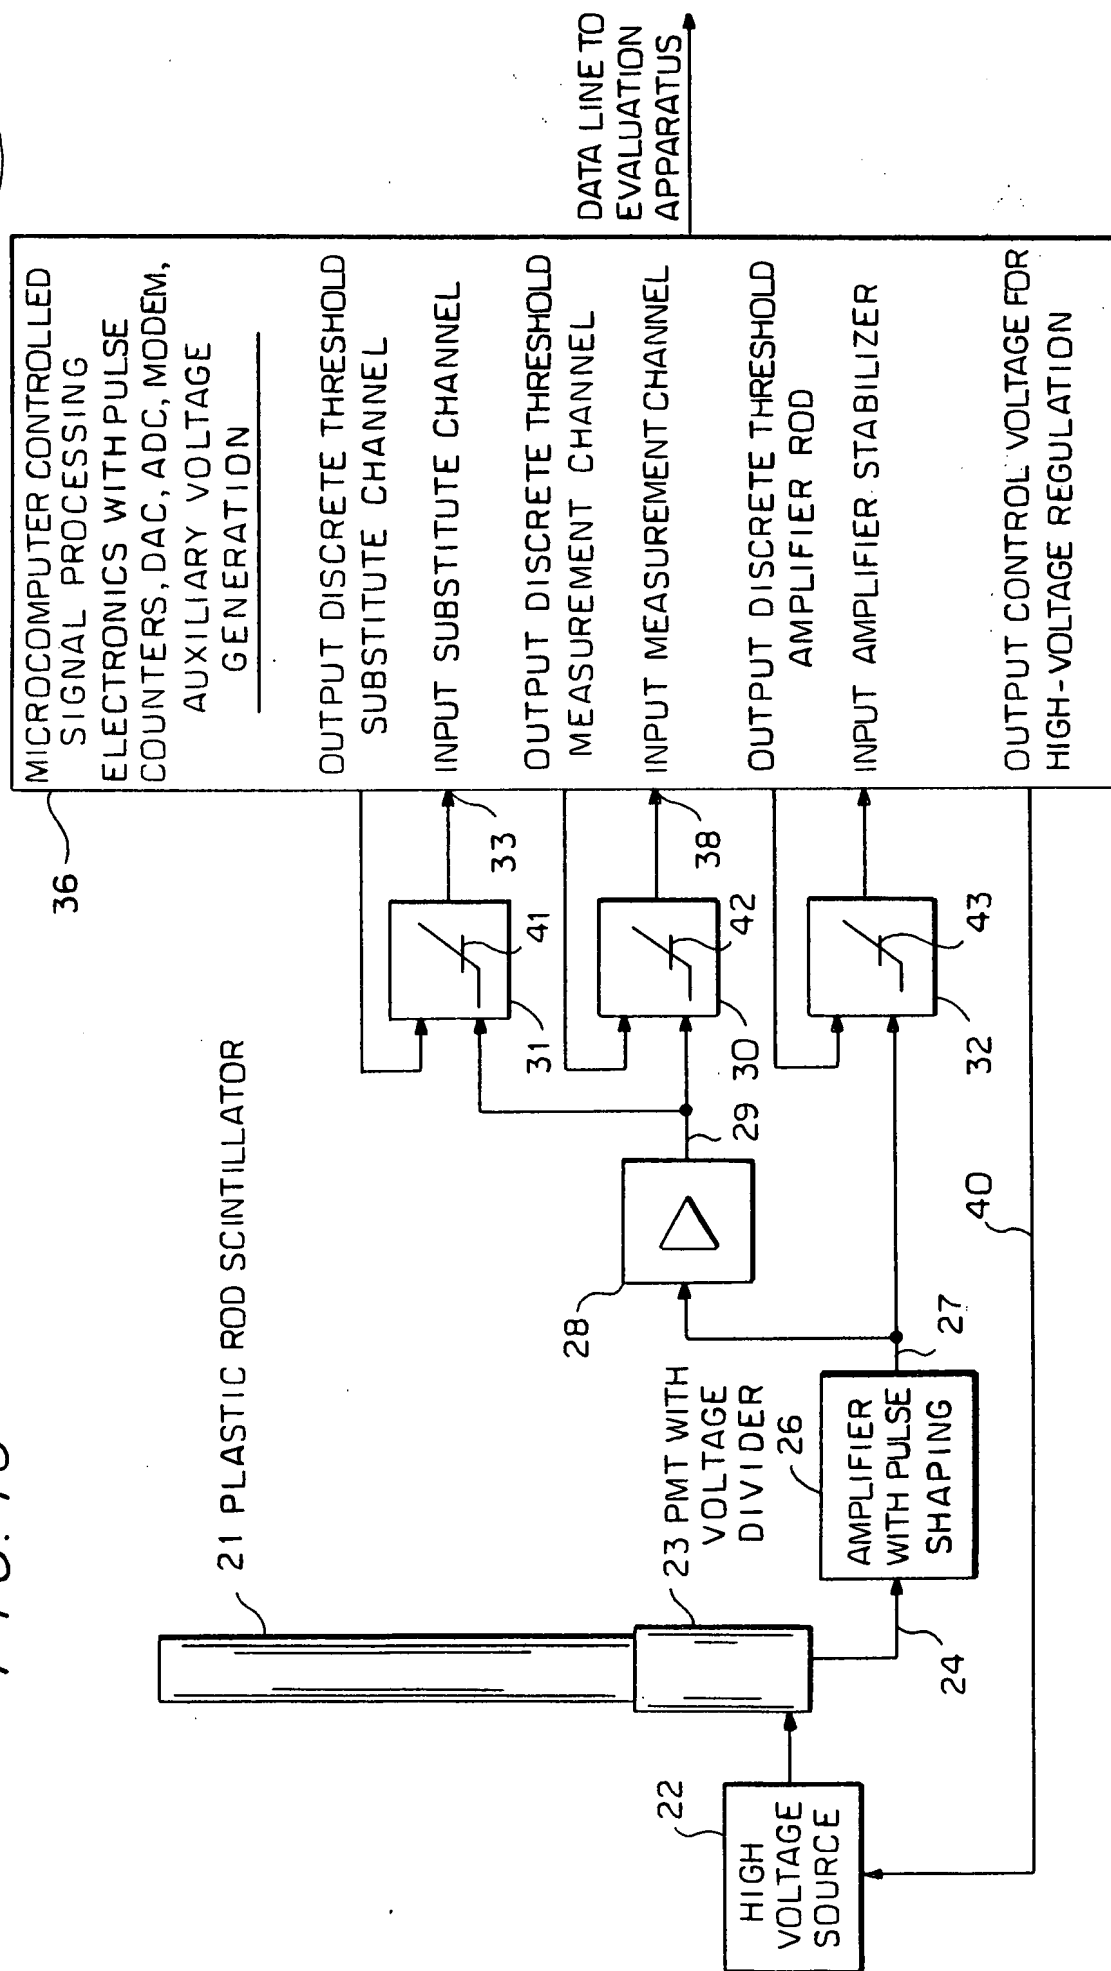 MICROCOMPUTER CONTROLLED
SIGNAL PROCESSING
ELECTRONICS WITH PULSE
COUNTERS, DAC, ADC, MODEM,
AUXILIARY VOLTAGE
GENERATION
OUTPUT DISCRETE THRESHOLD
SUBSTITUTE CHANNEL
INPUT SUBSTITUTE CHANNEL
OUTPUT DISCRETE THRESHOLD
MEASUREMENT CHANNEL
INPUT MEASUREMENT CHANNEL
OUTPUT DISCRETE THRESHOLD
AMPLIFIER ROD
INPUT AMPLIFIER STABILIZER
OUTPUT CONTROL VOLTAGE FOR
HIGH-VOLTAGE REGULATION
DATA LINE TO
EVALUATION
APPARATUS
36
33
38
41
42
43
31
30
32
29
28
40
27
21 PLASTIC ROD SCINTILLATOR
23 PMT WITH
VOLTAGE
DIVIDER
26
AMPLIFIER
WITH PULSE
SHAPING
24
22
HIGH
VOLTAGE
SOURCE